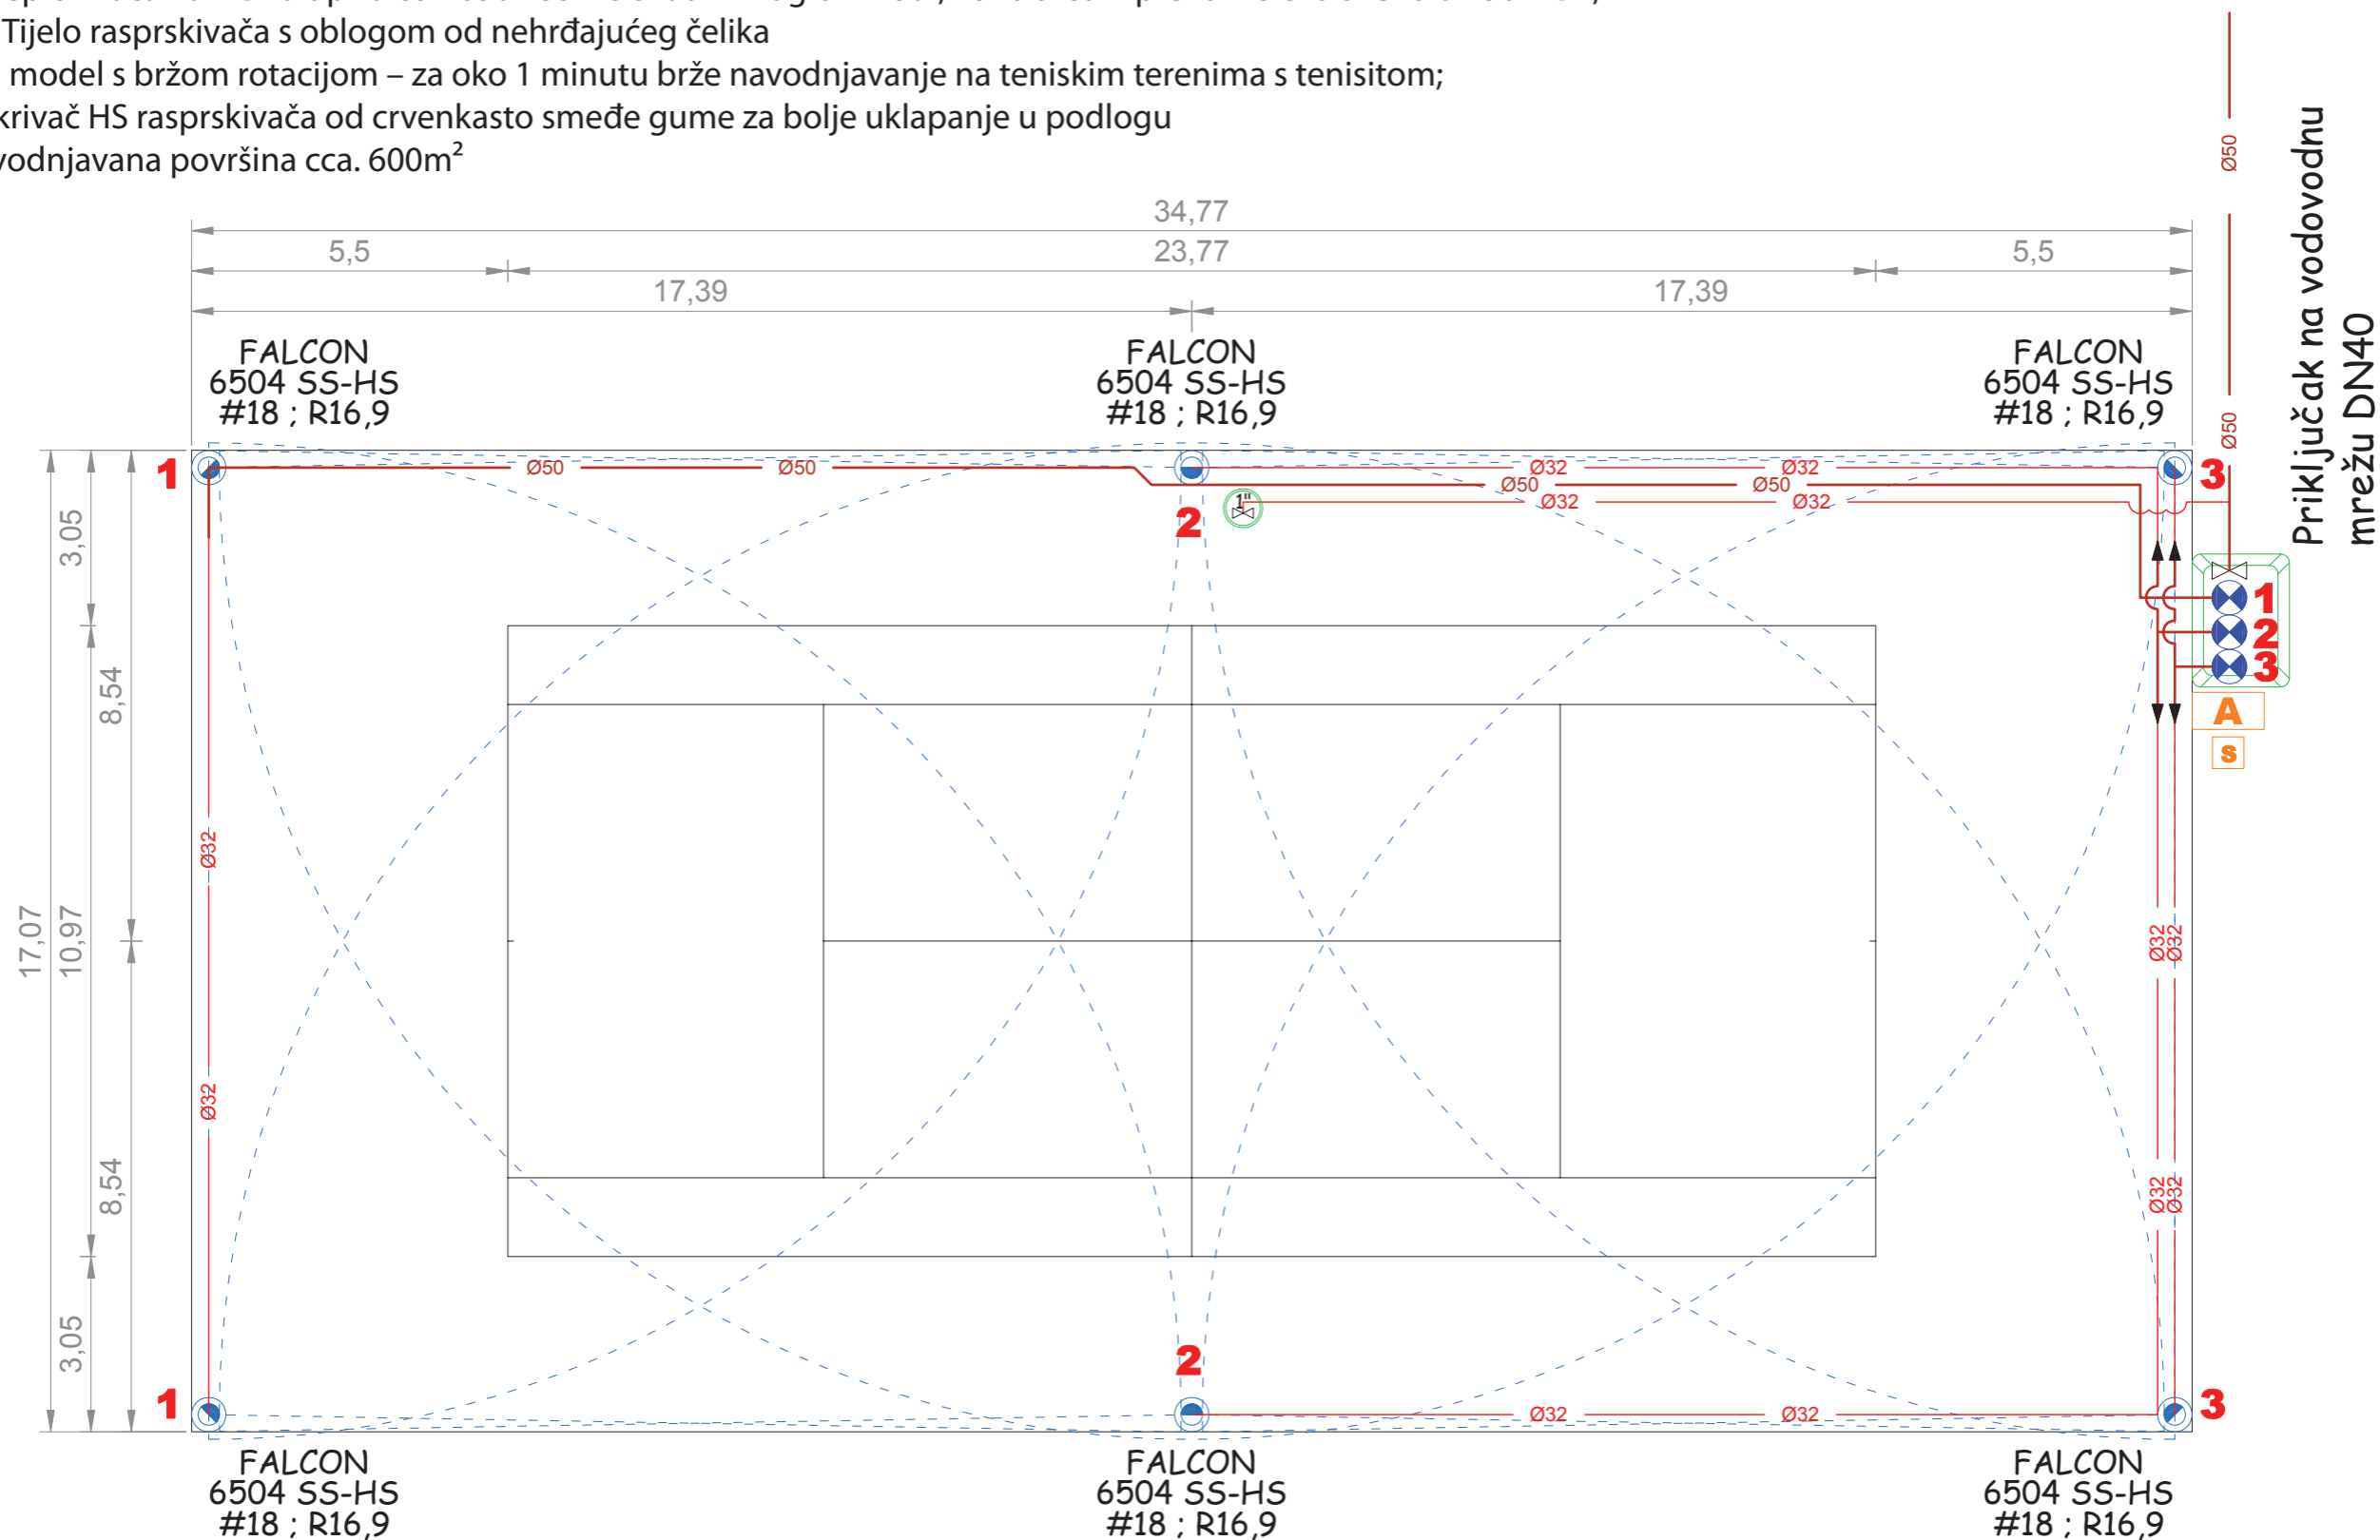 Tijelo rasprskivača s oblogom od nehrđajućeg čelika
model s bržom rotacijom – za oko 1 minutu brže navodnjavanje na teniskim terenima s tenisitom;
HS rasprskivača od crvenkasto smeđe gume za bolje uklapanje u podlogu
površina cca. 600m²
34,77
5,5
23,77
5,5
17,39
17,39
FALCON
6504 SS-HS
#18 ; R16,9
FALCON
6504 SS-HS
#18 ; R16,9
FALCON
6504 SS-HS
#18 ; R16,9
Ø50
Ø50
Priključak na vodovodnu
mrežu DN40
1
Ø50
Ø50
Ø32
Ø32
3
Ø50
Ø50
1"
Ø32
Ø32
2
1
2
3
A
s
3,05
8,54
17,07
10,97
8,54
3,05
Ø32
Ø32
Ø32
Ø32
Ø32
Ø32
2
1
Ø32
Ø32
3
FALCON
6504 SS-HS
#18 ; R16,9
FALCON
6504 SS-HS
#18 ; R16,9
FALCON
6504 SS-HS
#18 ; R16,9